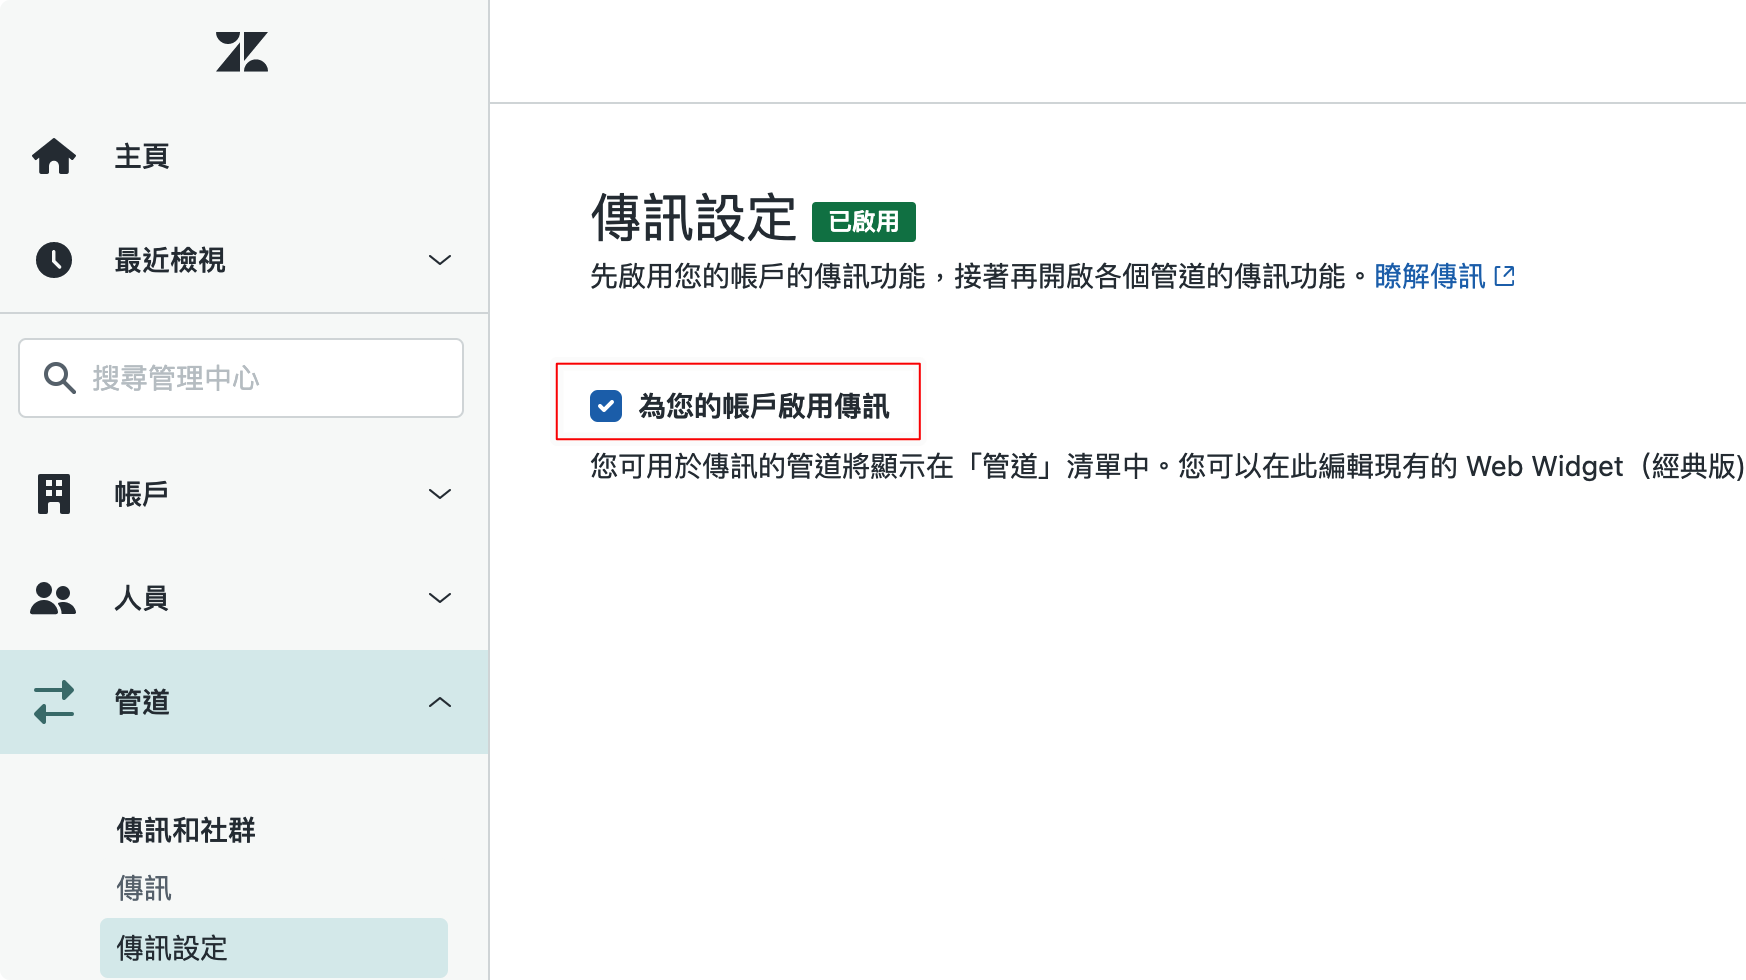 主頁
最近檢視
搜尋管理中心
帳戶
人員
管道
傳訊和社群
傳訊
傳訊設定
傳訊設定 已啟用
先啟用您的帳戶的傳訊功能，接著再開啟各個管道的傳訊功能。瞭解傳訊
為您的帳戶啟用傳訊
您可用於傳訊的管道將顯示在「管道」清單中。您可以在此編輯現有的 Web Widget（經典版)